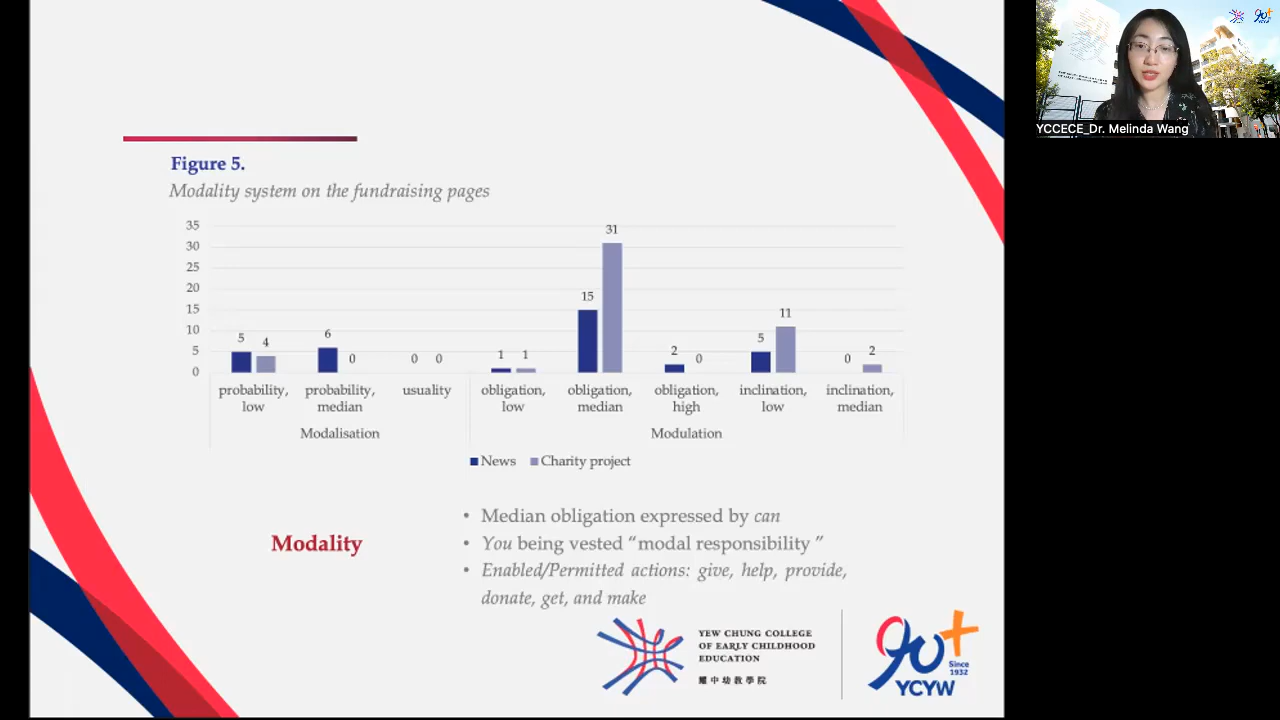 Figure 5.
Modality system on the fundraising pages
35
30
25
20
15
10
5
0
5 4
6 0
0 0
1 1
15 31
2 0
5 11
0 2
probability, low
probability, median
usuality
obligation, low
obligation, median
obligation, high
inclination, low
inclination, median
Modalisation
Modulation
News
Charity project
Modality
• Median obligation expressed by can
• You being vested “modal responsibility ”
• Enabled/Permitted actions: give, help, provide,
donate, get, and make
YEW CHUNG COLLEGE
OF EARLY CHILDHOOD
EDUCATION
耀中幼教學院
90+
Since
1932
YCYW
YCCECE_Dr. Melinda Wang